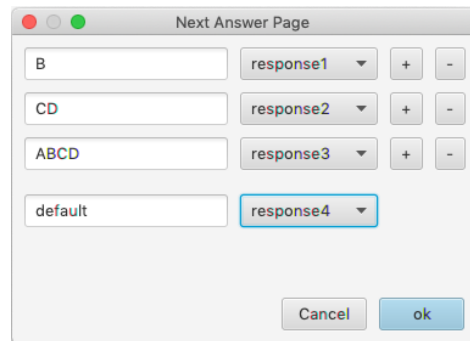 Next Answer Page
B response1 + -
CD response2 + -
ABCD response3 + -
default response4
Cancel ok